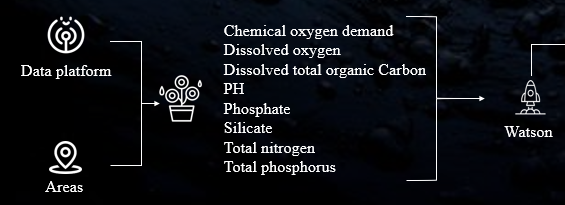 Data platform
Areas
Chemical oxygen demand
Dissolved oxygen
Dissolved total organic Carbon
PH
Phosphate
Silicate
Total nitrogen
Total phosphorus
Watson